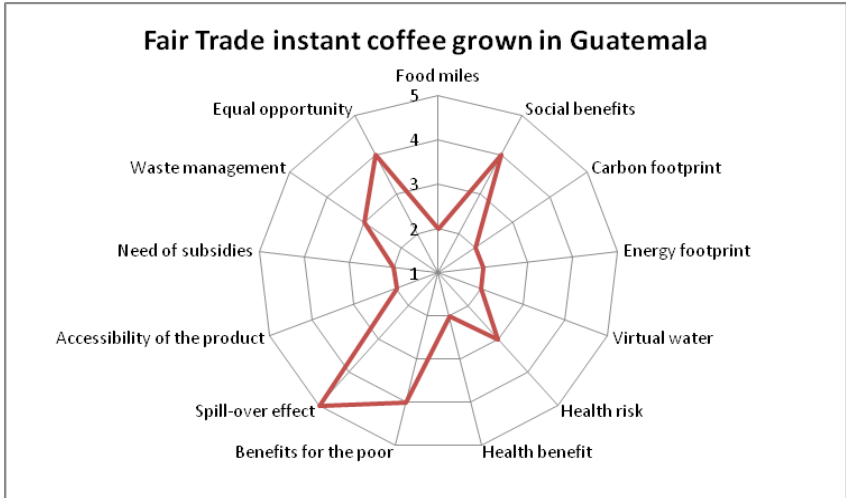 Fair Trade instant coffee grown in Guatemala
Food miles
5
Equal opportunity
Social benefits
4
Waste management
Carbon footprint
3
Need of subsidies
2
Energy footprint
1
Accessibility of the product
Virtual water
Spill-over effect
Health risk
Benefits for the poor
Health benefit